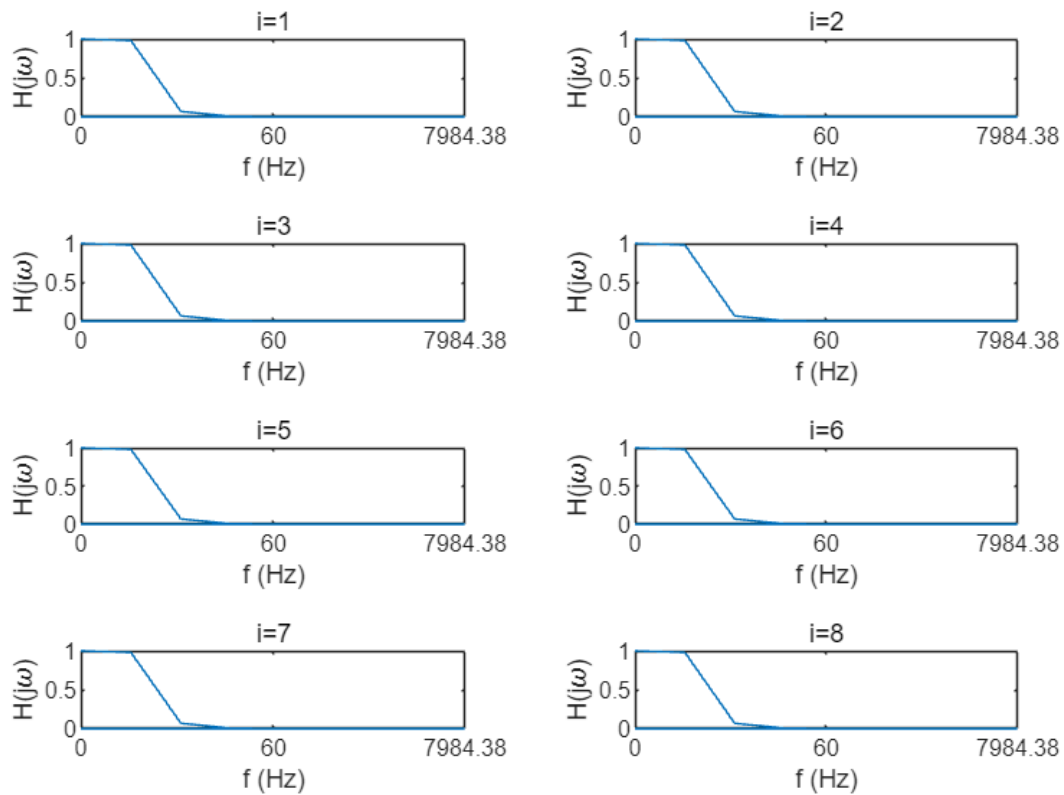 i=1
H(jω)
1
0.5
0
0 60 7984.38
f (Hz)
i=2
H(jω)
1
0.5
0
0 60 7984.38
f (Hz)
i=3
H(jω)
1
0.5
0
0 60 7984.38
f (Hz)
i=4
H(jω)
1
0.5
0
0 60 7984.38
f (Hz)
i=5
H(jω)
1
0.5
0
0 60 7984.38
f (Hz)
i=6
H(jω)
1
0.5
0
0 60 7984.38
f (Hz)
i=7
H(jω)
1
0.5
0
0 60 7984.38
f (Hz)
i=8
H(jω)
1
0.5
0
0 60 7984.38
f (Hz)